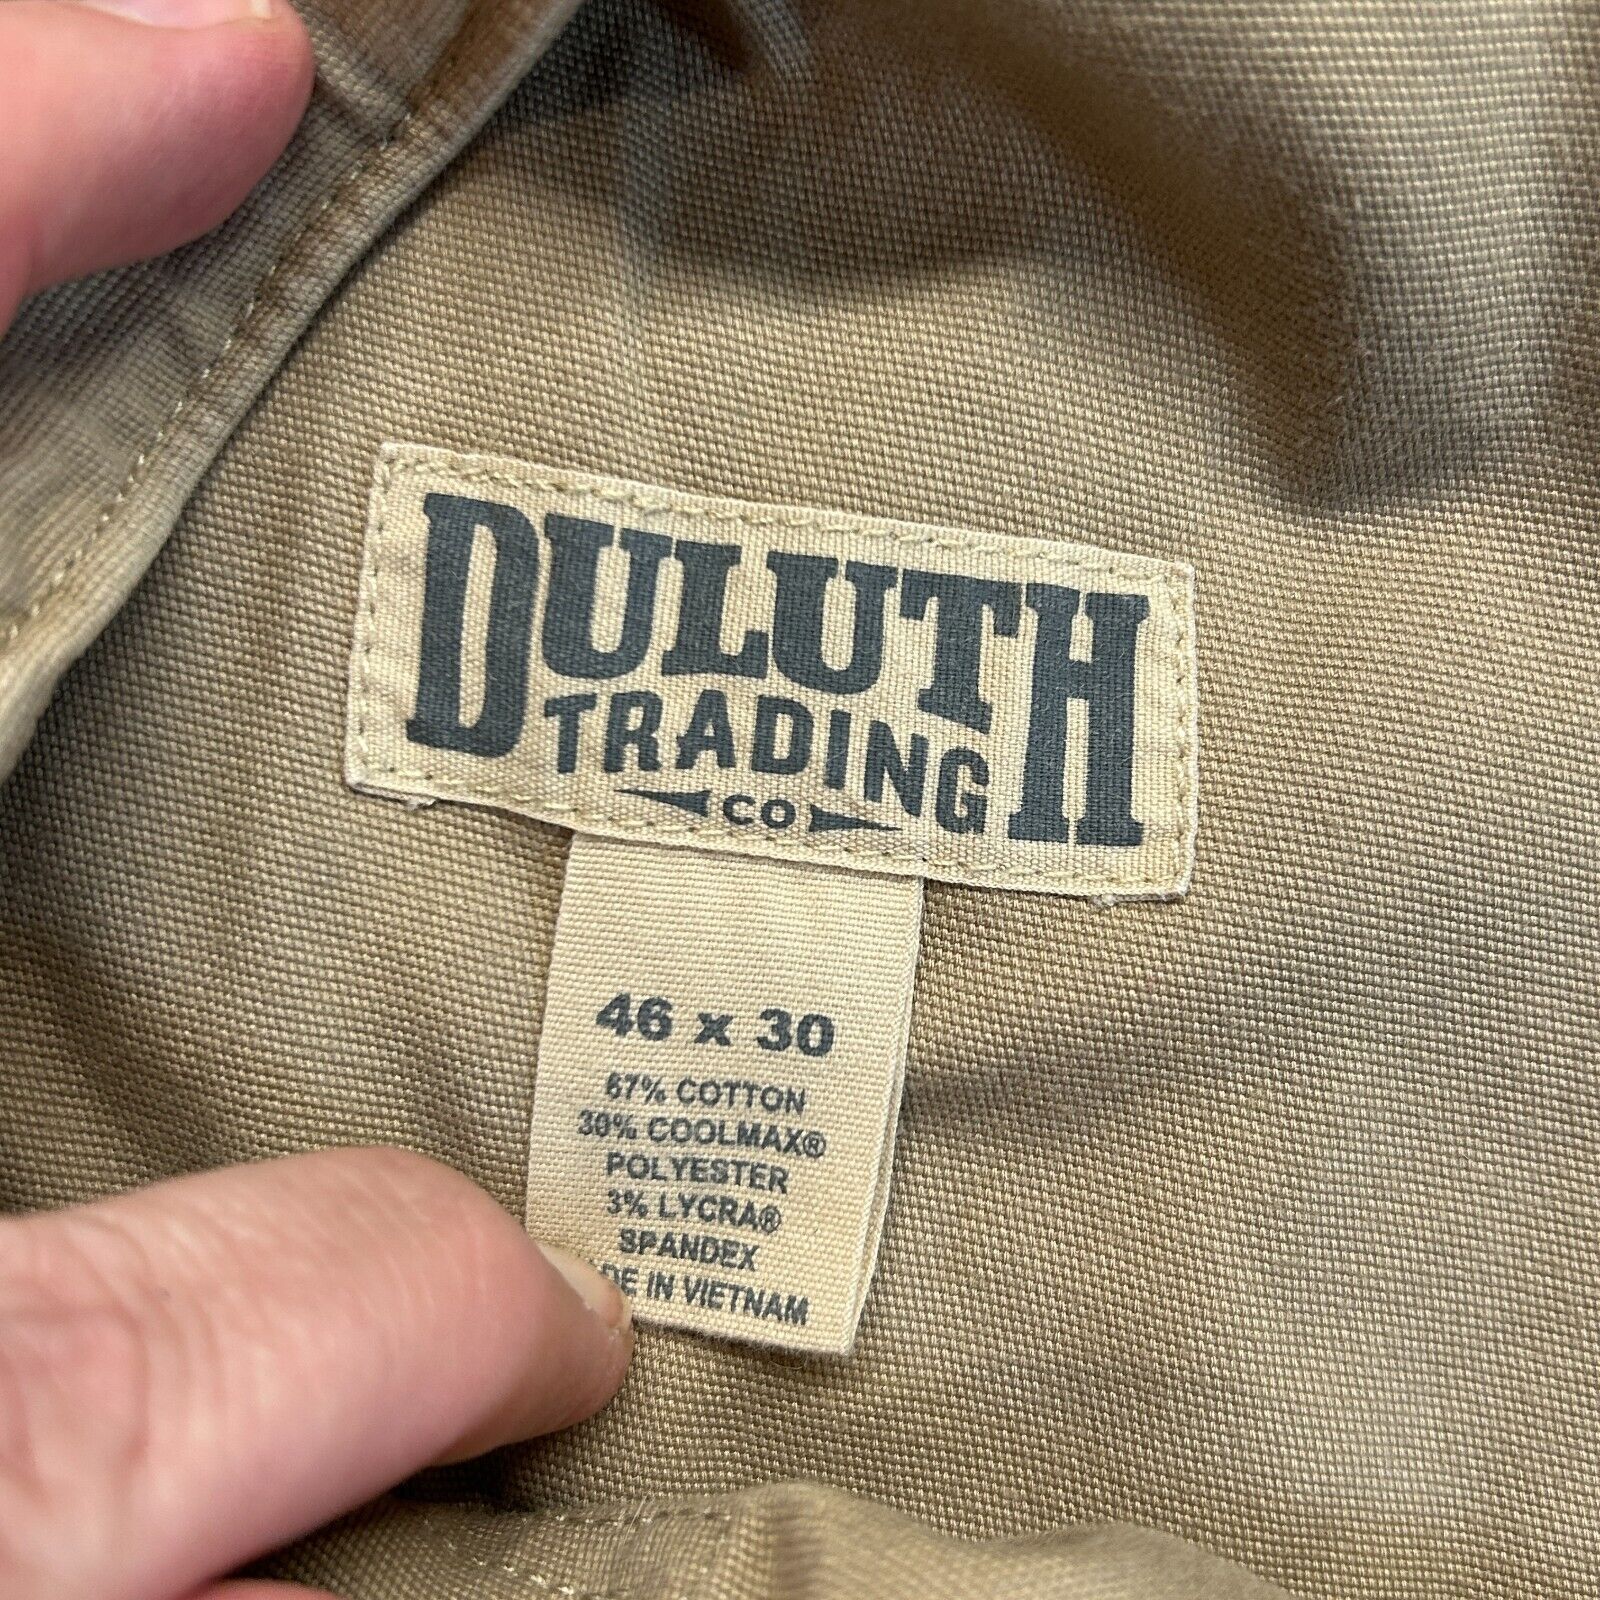 DULUTH
TRADING
CO
46 x 30
67% COTTON
30% COOLMAX®
POLYESTER
3% LYCRA®
SPANDEX
DE IN VIETNAM